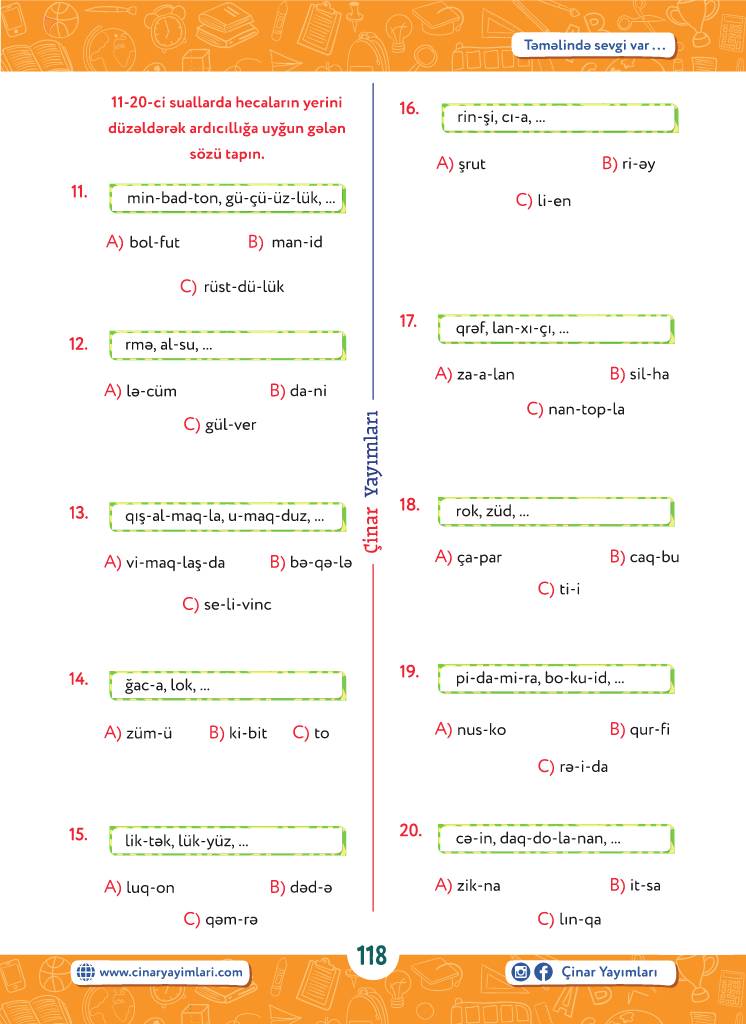 Təməlində sevgi var ...
11-20-ci suallarda hecaların yerini
düzəldərək ardıcıllığa uyğun gələn
sözü tapın.
11. min-bad-ton, gü-çü-üz-lük, ...
A) bol-fut B) man-id
C) rüst-dü-lük
12. rmə, al-su, ...
A) lə-cüm B) da-ni
C) gül-ver
13. qış-al-maq-la, u-maq-duz, ...
A) vi-maq-laş-da B) bə-qə-lə
C) se-li-vinc
14. ğac-a, lok, ...
A) züm-ü B) ki-bit C) to
15. lik-tək, lük-yüz, ...
A) luq-on B) dəd-ə
C) qəm-rə
Çinar Yayımları
16. rin-şi, cı-a, ...
A) şrut B) ri-əy
C) li-en
17. qrəf, lan-xı-çı, ...
A) za-a-lan B) sil-ha
C) nan-top-la
18. rok, züd, ...
A) ça-par B) caq-bu
C) ti-i
19. pi-da-mi-ra, bo-ku-id, ...
A) nus-ko B) qur-fi
C) rə-i-da
20. cə-in, daq-do-la-nan, ...
A) zik-na B) it-sa
C) lın-qa
www.cinaryayimlari.com
118
Çinar Yayımları